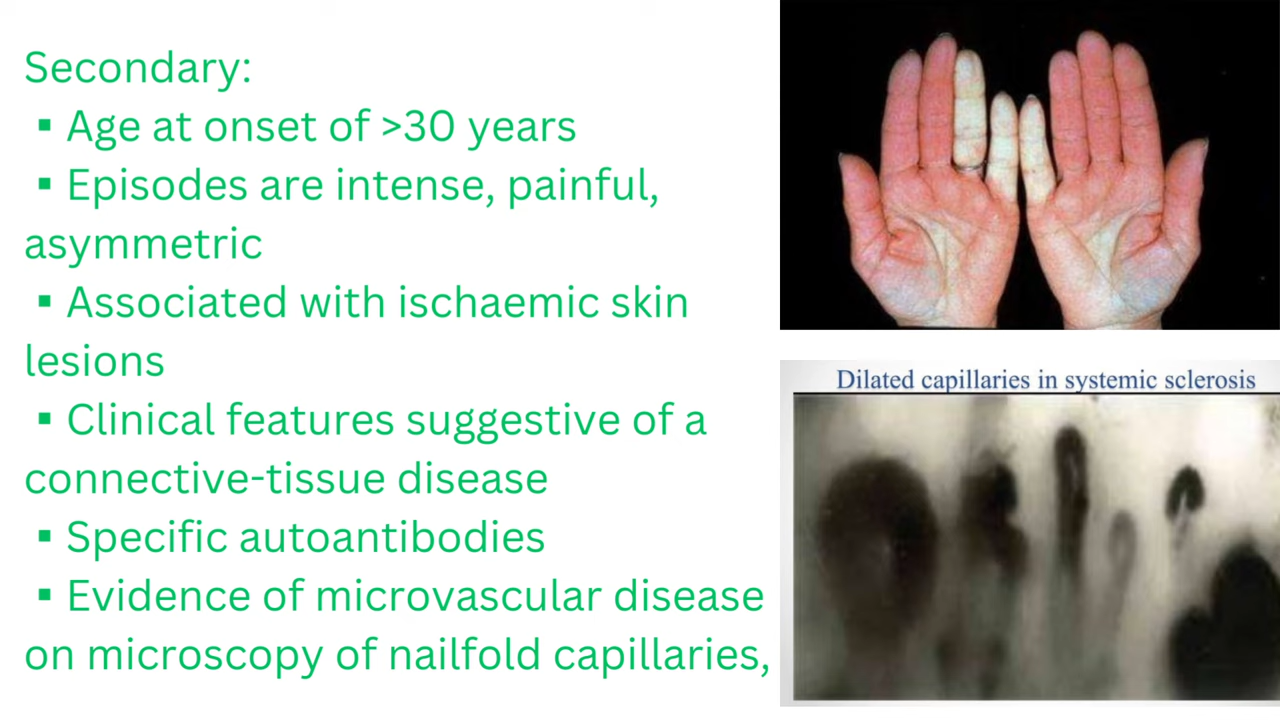 Secondary:
▪ Age at onset of >30 years
▪ Episodes are intense, painful,
asymmetric
▪ Associated with ischaemic skin
lesions
▪ Clinical features suggestive of a
connective-tissue disease
▪ Specific autoantibodies
▪ Evidence of microvascular disease
on microscopy of nailfold capillaries,
Dilated capillaries in systemic sclerosis